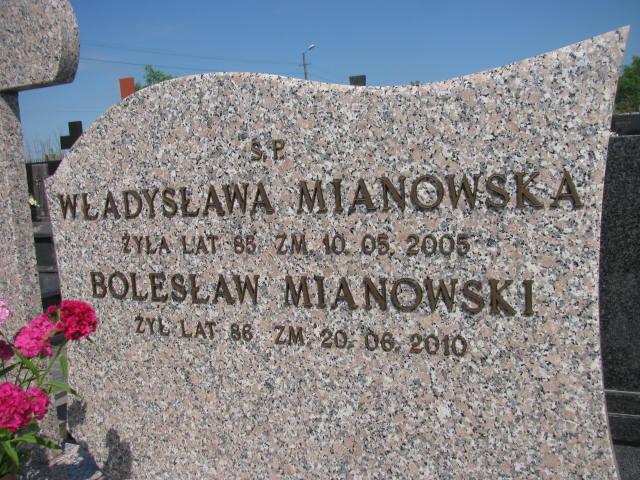 Ś.P.
WŁADYSŁAWA MIANOWSKA
ŻYŁA LAT 85. ZM. 10. 05. 2005
BOLESŁAW MIANOWSKI
ŻYŁ LAT 86. ZM. 20. 06. 2010